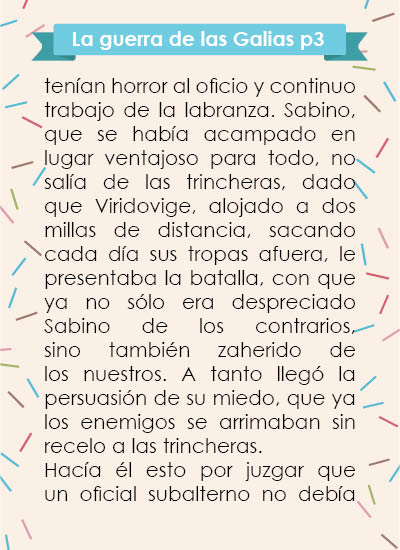 La guerra de las Galias p3
tenían horror al oficio y continuo
trabajo de la labranza. Sabino,
que se había acampado en
lugar ventajoso para todo, no
salía de las trincheras, dado
que Viridovige, alojado a dos
millas de distancia, sacando
cada día sus tropas afuera, le
presentaba la batalla, con que
ya no sólo era despreciado
Sabino de los contrarios,
sino también zaherido de
los nuestros. A tanto llegó la
persuasión de su miedo, que ya
los enemigos se arrimaban sin
recelo a las trincheras.
Hacía él esto por juzgar que
un oficial subalterno no debía